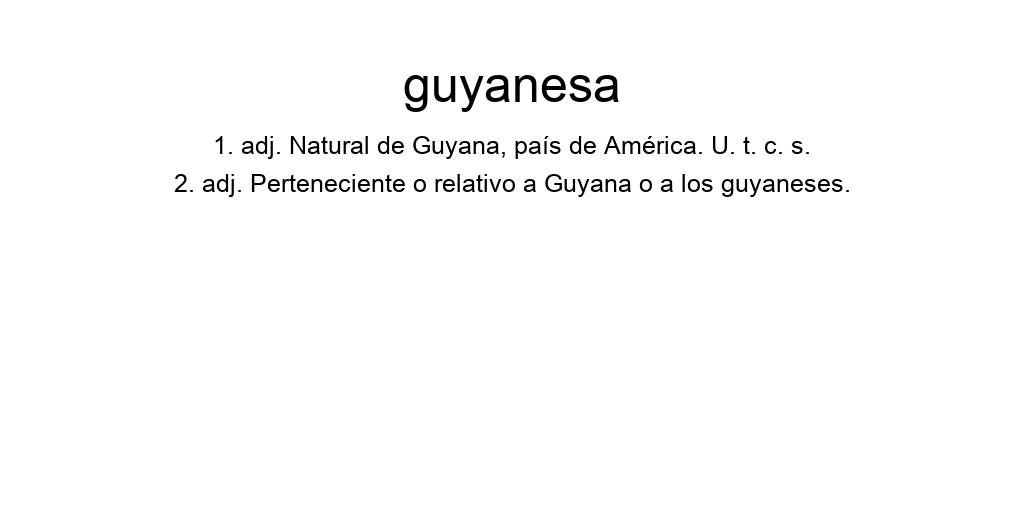 guyanesa
1. adj. Natural de Guyana, país de América. U. t. c. s.
2. adj. Perteneciente o relativo a Guyana o a los guyaneses.